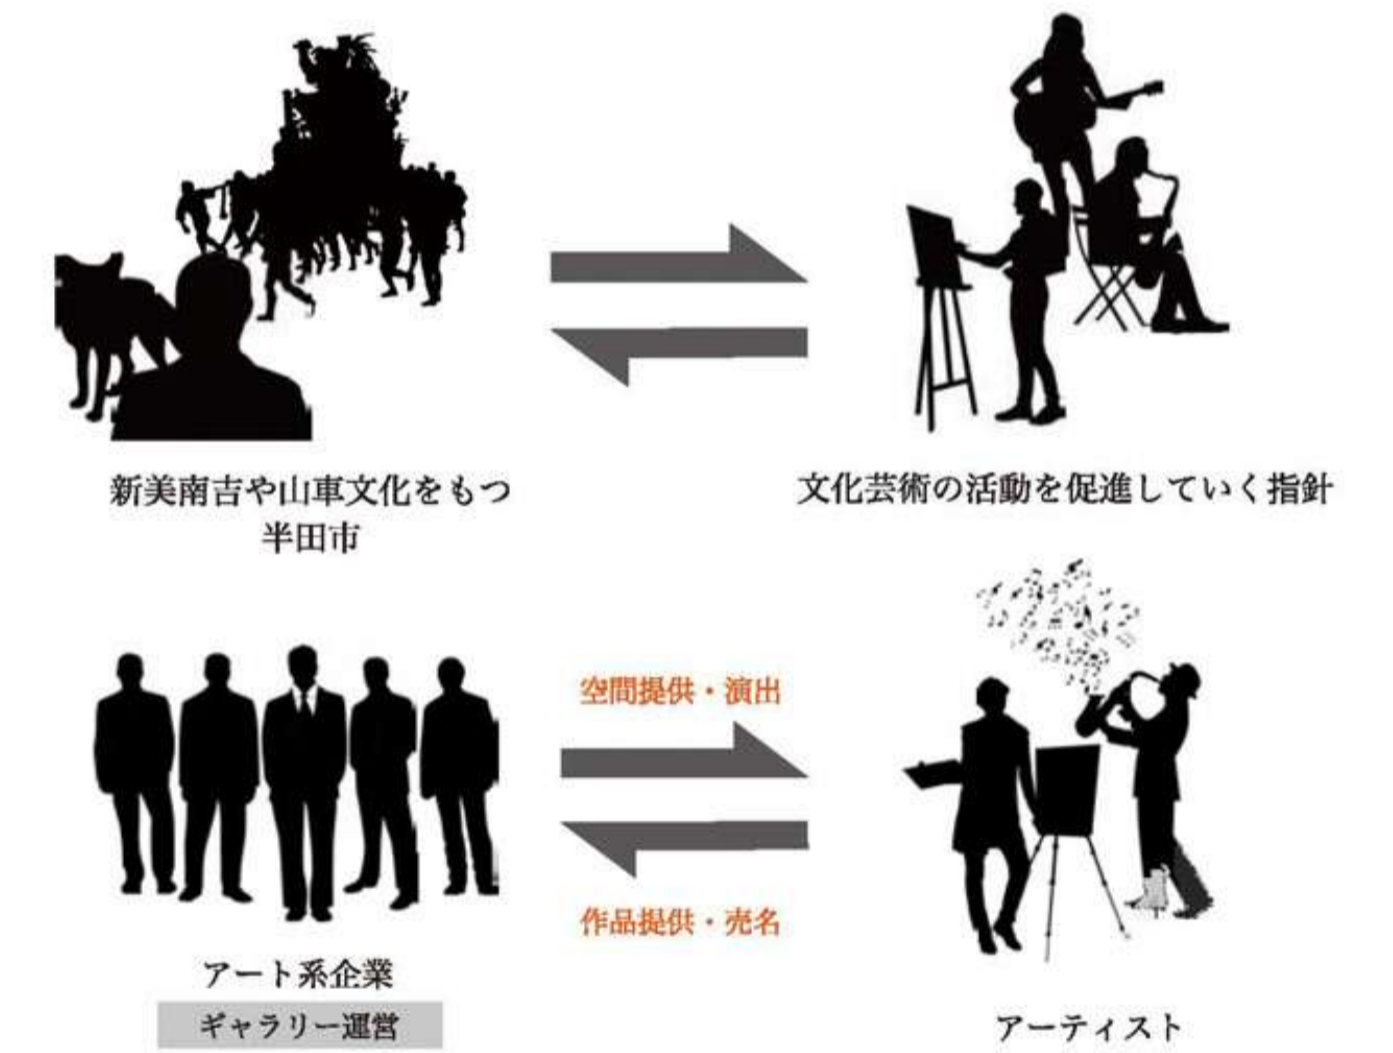 新美南吉や山車文化をもつ
半田市
文化芸術の活動を促進していく指針
空間提供・演出
作品提供・売名
アート系企業
ギャラリー運営
アーティスト